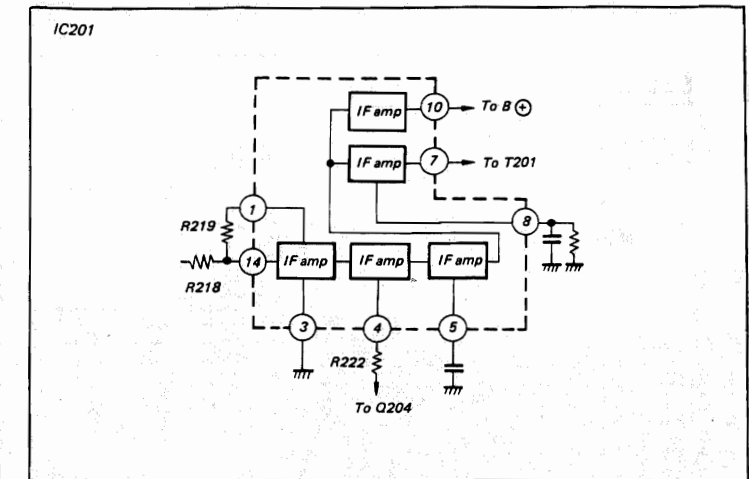 IC201
IF amp
10
To B ⊕
IF amp
7
To T201
1
8
R219
14
IF amp
IF amp
IF amp
R218
3
4
5
R222
To Q204